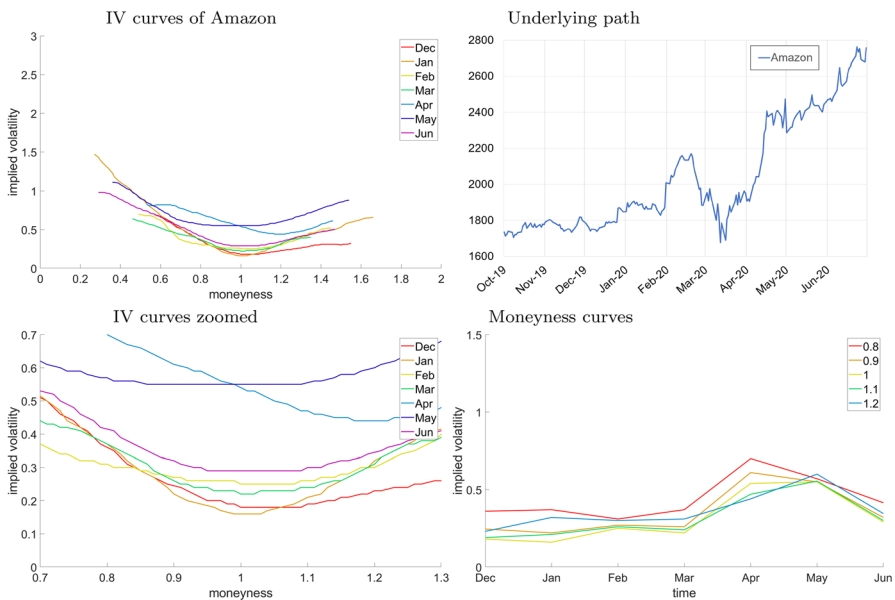 IV curves of Amazon
3
2.5
2
1.5
1
0.5
0
implied volatility
0
0.2
0.4
0.6
0.8
1
1.2
1.4
1.6
1.8
2
moneyness
Dec
Jan
Feb
Mar
Apr
May
Jun
Underlying path
2800
2600
2400
2200
2000
1800
1600
Amazon
Oct-19
Nov-19
Dec-19
Jan-20
Feb-20
Mar-20
Apr-20
May-20
Jun-20
IV curves zoomed
0.7
0.6
0.5
0.4
0.3
0.2
0.1
0
implied volatility
0.7
0.8
0.9
1
1.1
1.2
1.3
moneyness
Dec
Jan
Feb
Mar
Apr
May
Jun
Moneyness curves
1.5
1
0.5
0
implied volatility
Dec
Jan
Feb
Mar
Apr
May
Jun
time
0.8
0.9
1
1.1
1.2